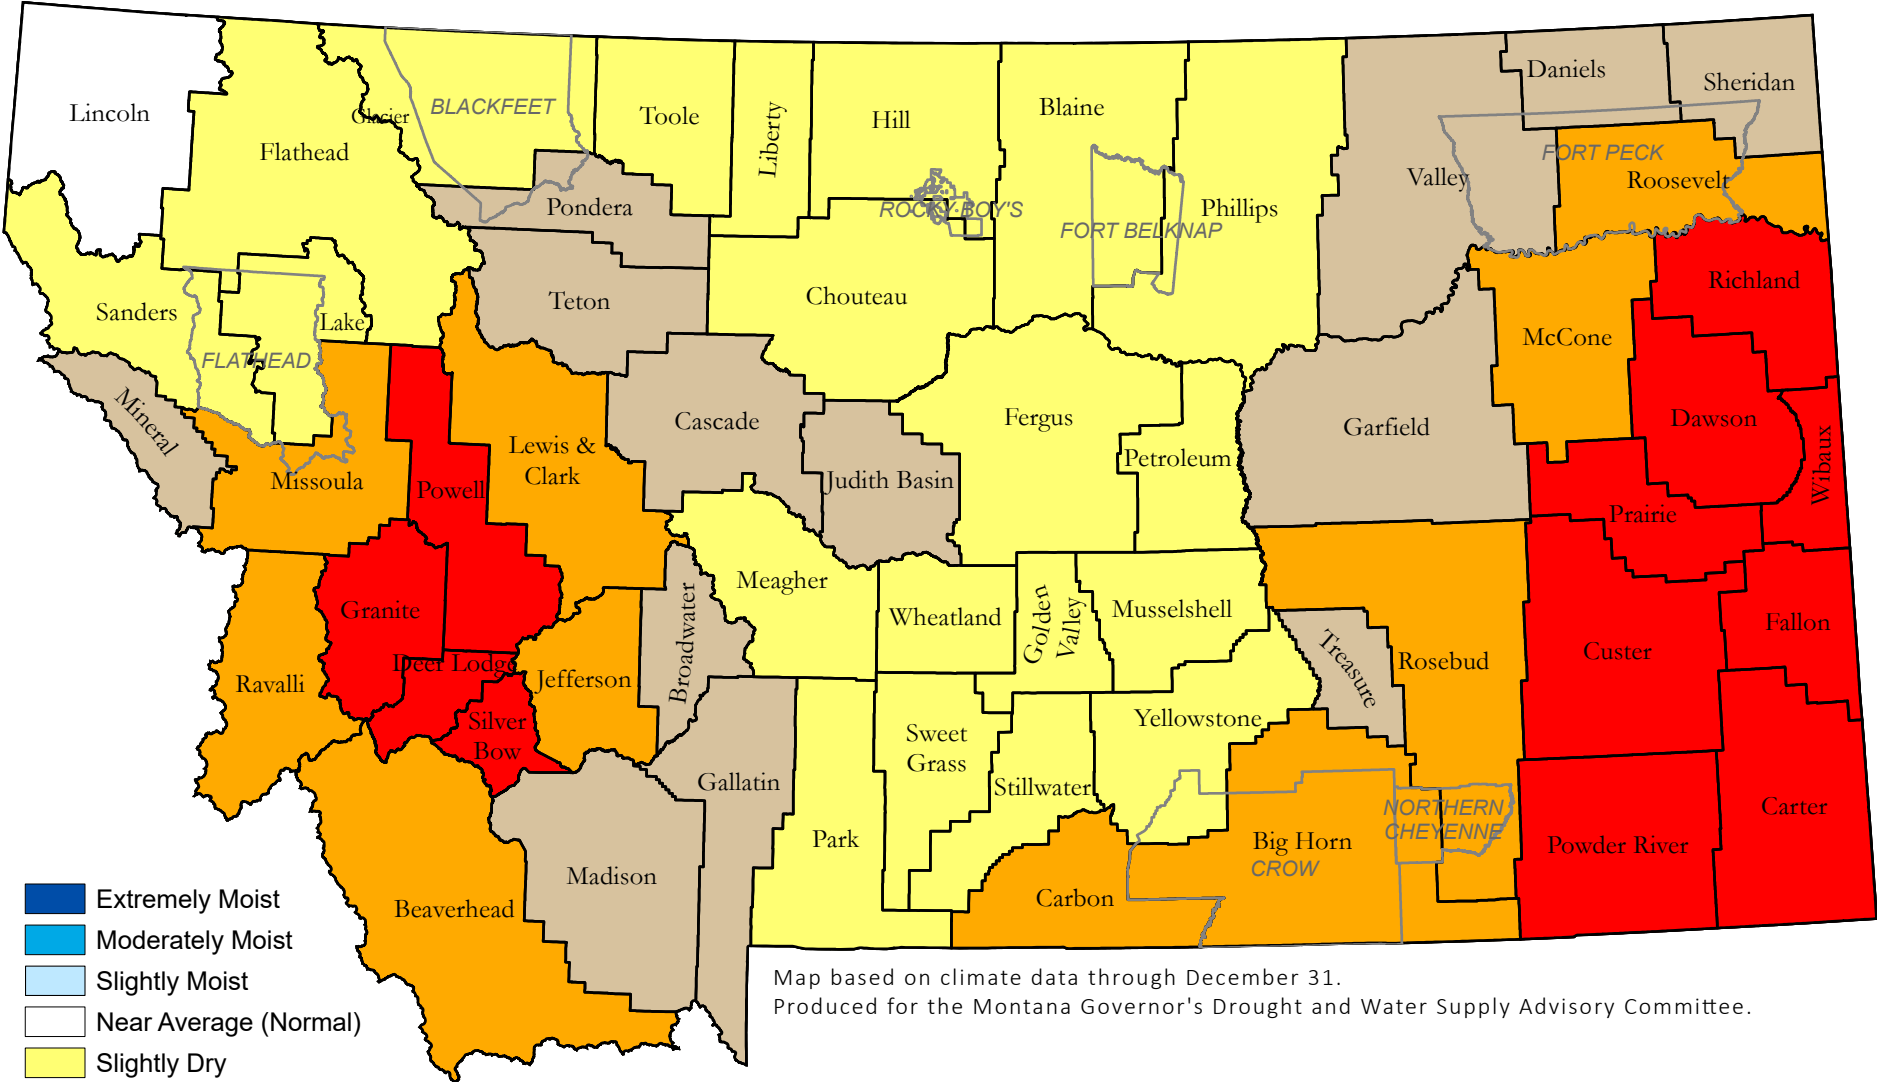 Lincoln
Flathead
Glacier
BLACKFEET
Toole
Liberty
Hill
Blaine
Phillips
Daniels
Sheridan
Valley
FORT PECK
Roosevelt
Pondera
ROCKY BOY'S
FORT BELKNAP
Sanders
Lake
FLATHEAD
Teton
Chouteau
Richland
McCone
Mineral
Missoula
Powell
Lewis &
Clark
Cascade
Judith Basin
Fergus
Petroleum
Garfield
Dawson
Wibaux
Prairie
Granite
Deer Lodge
Ravalli
Silver
Bow
Jefferson
Broadwater
Meagher
Wheatland
Golden
Valley
Musselshell
Treasure
Rosebud
Custer
Fallon
Gallatin
Park
Sweet
Grass
Stillwater
Yellowstone
Madison
Beaverhead
Carbon
Big Horn
CROW
NORTHERN
CHEYENNE
Powder River
Carter
Extremely Moist
Moderately Moist
Slightly Moist
Near Average (Normal)
Slightly Dry
Map based on climate data through December 31.
Produced for the Montana Governor's Drought and Water Supply Advisory Committee.